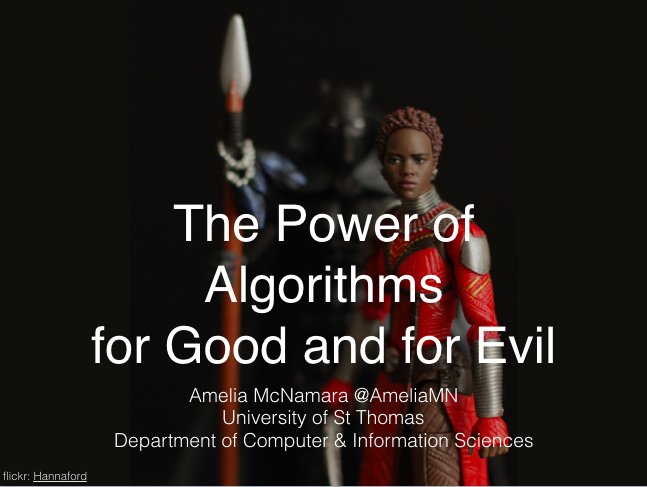 The Power of
Algorithms
for Good and for Evil
Amelia McNamara @AmeliaMN
University of St Thomas
Department of Computer & Information Sciences
flickr: Hannaford